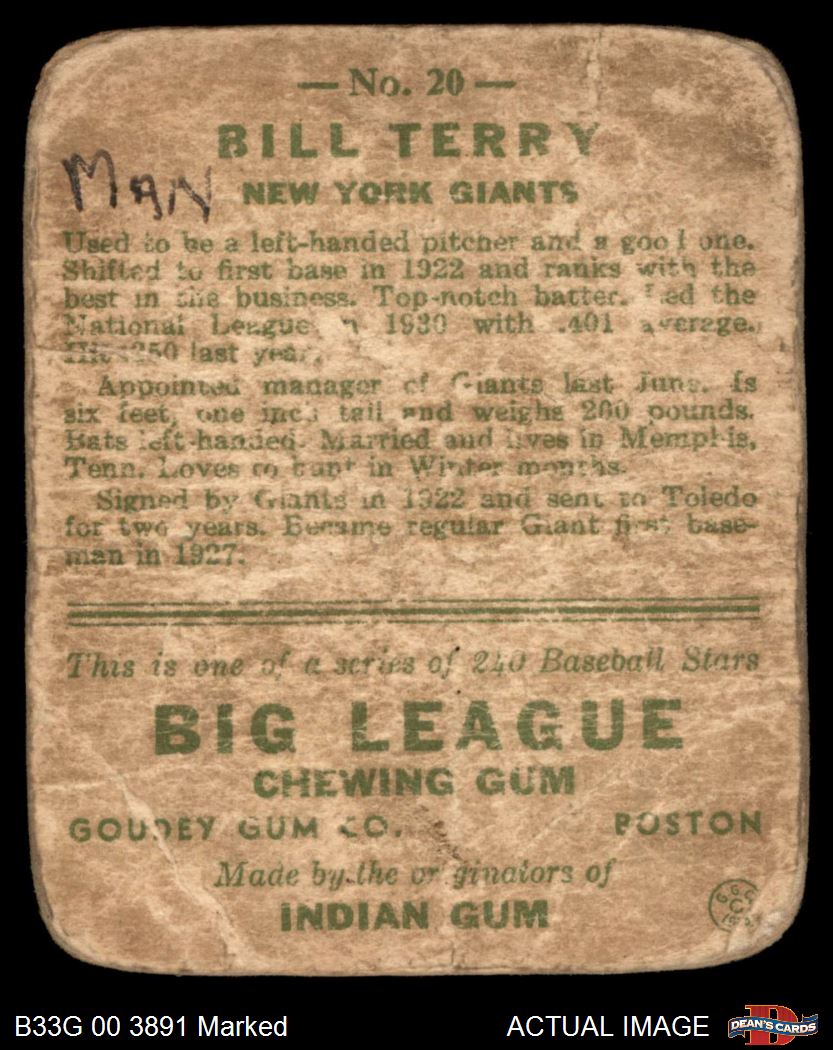 — No. 20 —
BILL TERRY
MAN
NEW YORK GIANTS
Used to be a left-handed pitcher and a good one.
Shifted to first base in 1922 and ranks with the
best in the business. Top-notch batter. Led the
National League in 1930 with .401 average.
Hit .350 last year.
Appointed manager of Giants last June. Is
six feet, one inch tall and weighs 200 pounds.
Bats left-handed. Married and lives in Memphis,
Tenn. Loves to hunt in Winter months.
Signed by Giants in 1922 and sent to Toledo
for two years. Became regular Giant first base-
man in 1927.
This is one of a series of 240 Baseball Stars
BIG LEAGUE
CHEWING GUM
GOUDEY GUM CO. BOSTON
Made by the originators of
INDIAN GUM
B33G 00 3891 Marked ACTUAL IMAGE DEAN'S CARDS